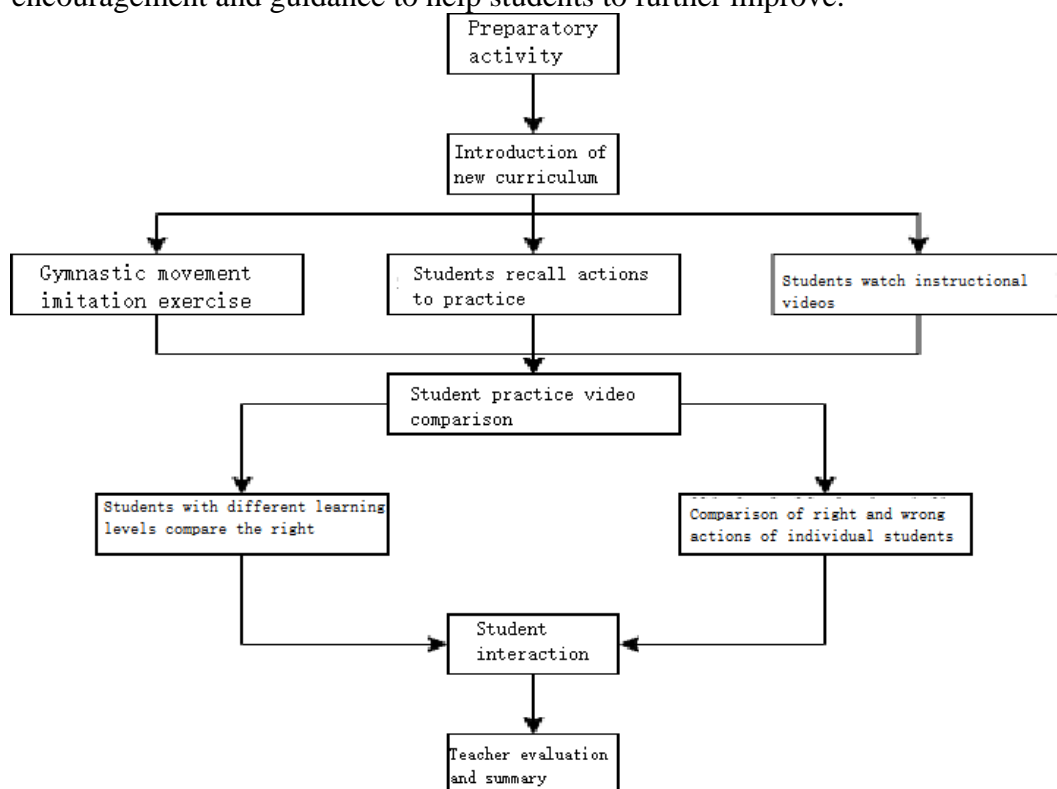 encouragement and guidance to help students to further improve.
Preparatory
activity
Introduction of
new curriculum
Gymnastic movement
imitation exercise
Students recall actions
to practice
Students watch instructional
videos
Student practice video
comparison
Students with different learning
levels compare the right
Comparison of right and wrong
actions of individual students
Student
interaction
Teacher evaluation
and summary